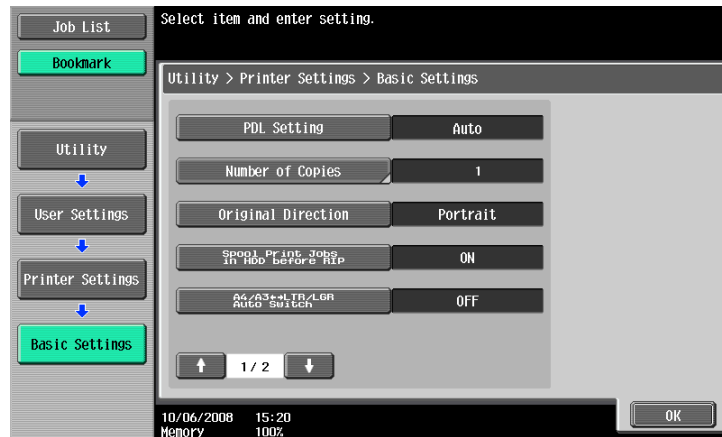 Job List
Bookmark
Select item and enter setting.
Utility > Printer Settings > Basic Settings
Utility
User Settings
Printer Settings
Basic Settings
PDL Setting
Auto
Number of Copies
1
Original Direction
Portrait
Spool Print Jobs
in HDD before RIP
ON
A4/A3↔LTR/LGR
Auto Switch
OFF
1/ 2
10/06/2008 15:20
Memory 100%
OK